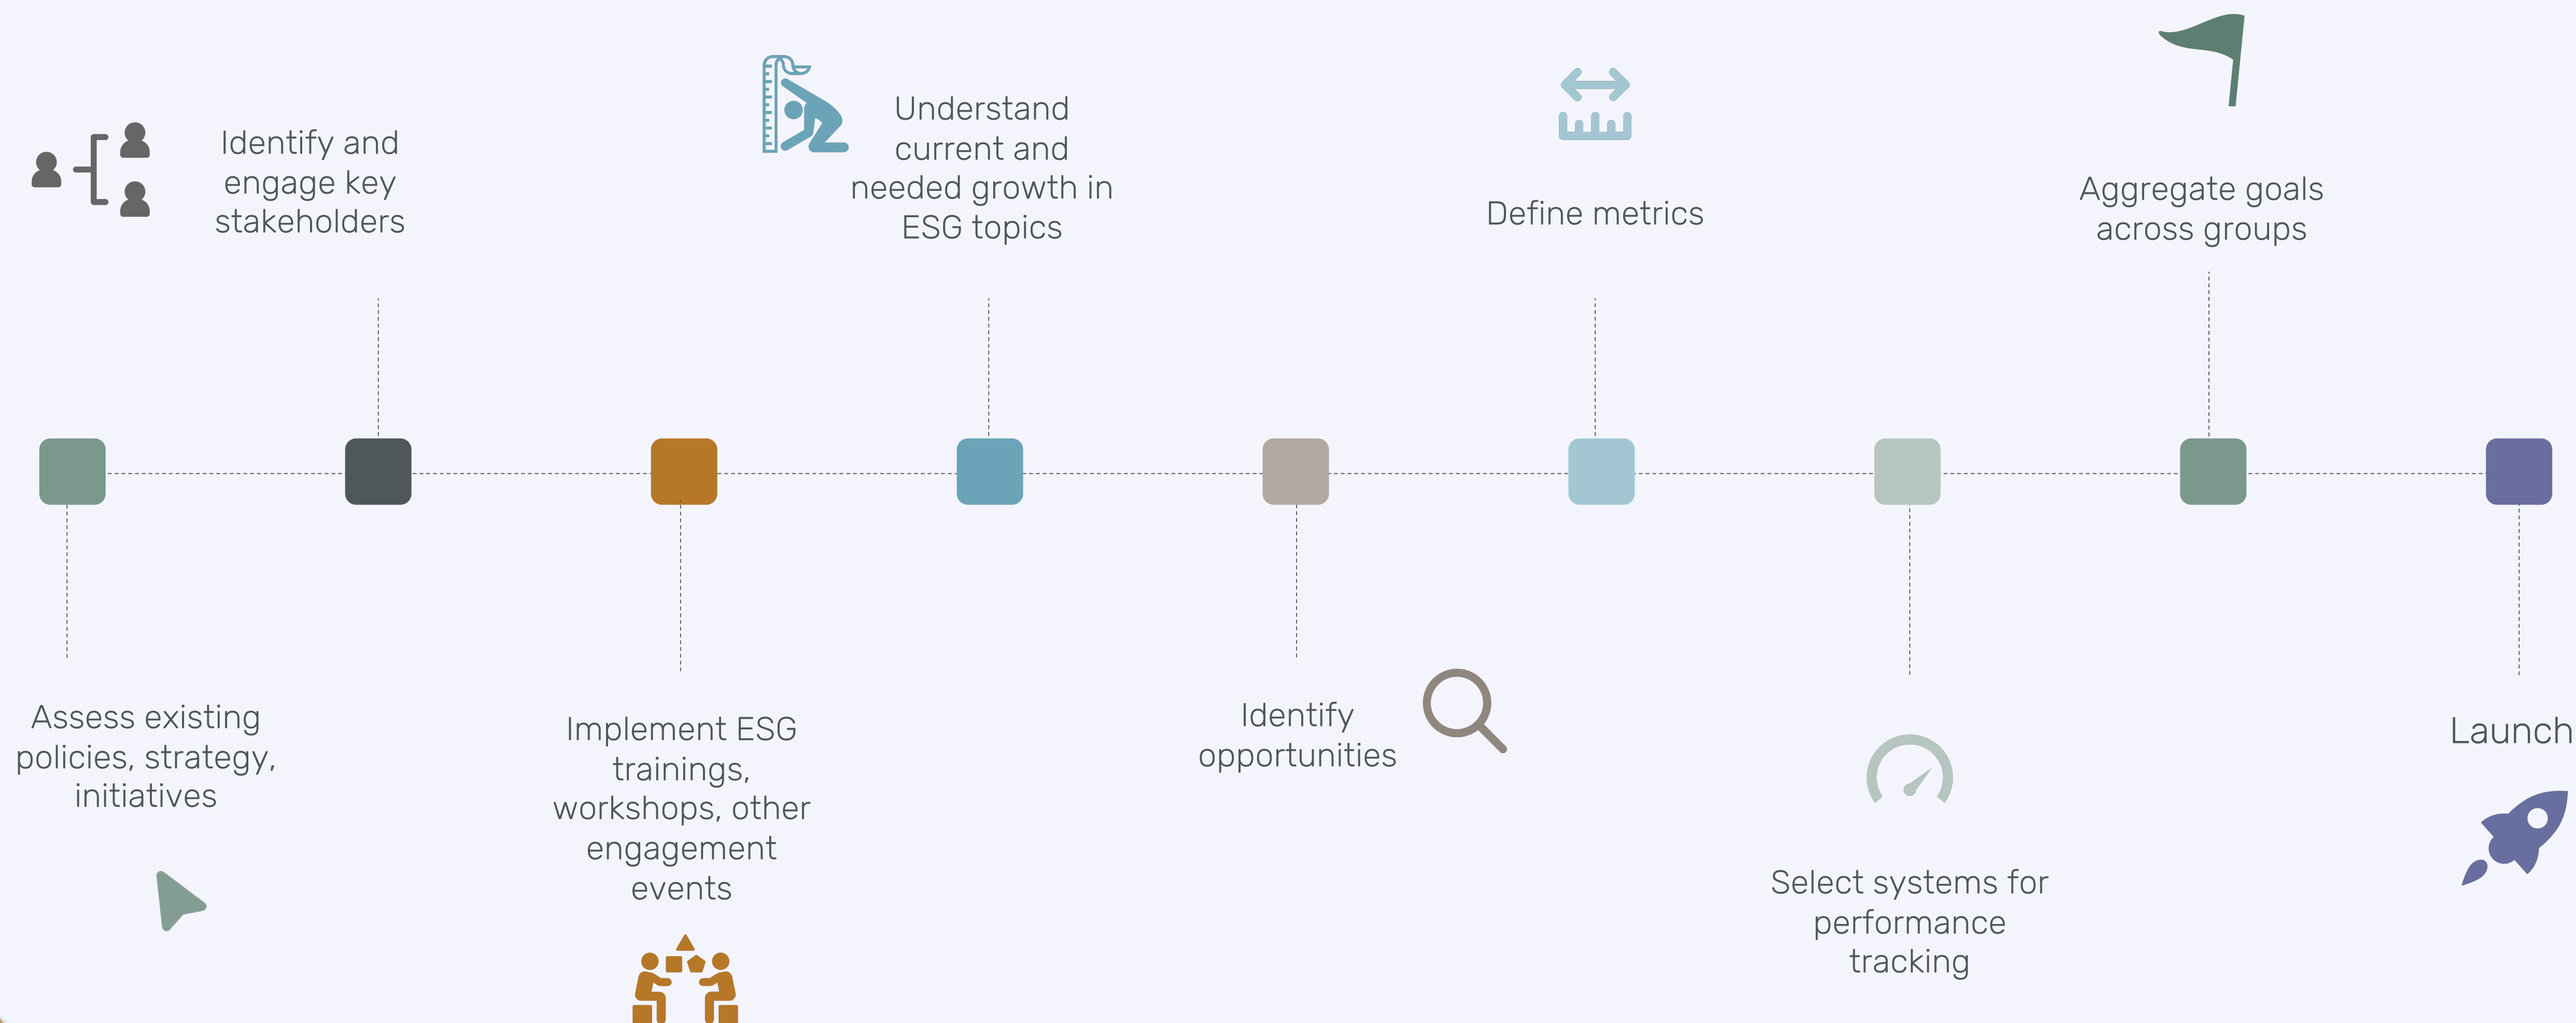 Identify and
engage key
stakeholders
Understand
current and
needed growth in
ESG topics
Define metrics
Aggregate goals
across groups
Assess existing
policies, strategy,
initiatives
Implement ESG
trainings,
workshops, other
engagement
events
Identify
opportunities
Select systems for
performance
tracking
Launch